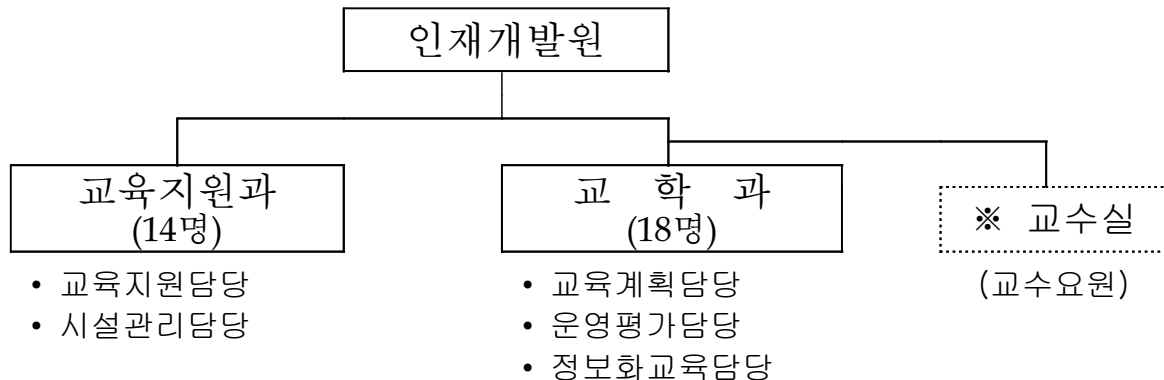 인재개발원
교육지원과
(14명)
• 교육지원담당
• 시설관리담당
교 학 과
(18명)
• 교육계획담당
• 운영평가담당
• 정보화교육담당
※ 교수실
(교수요원)